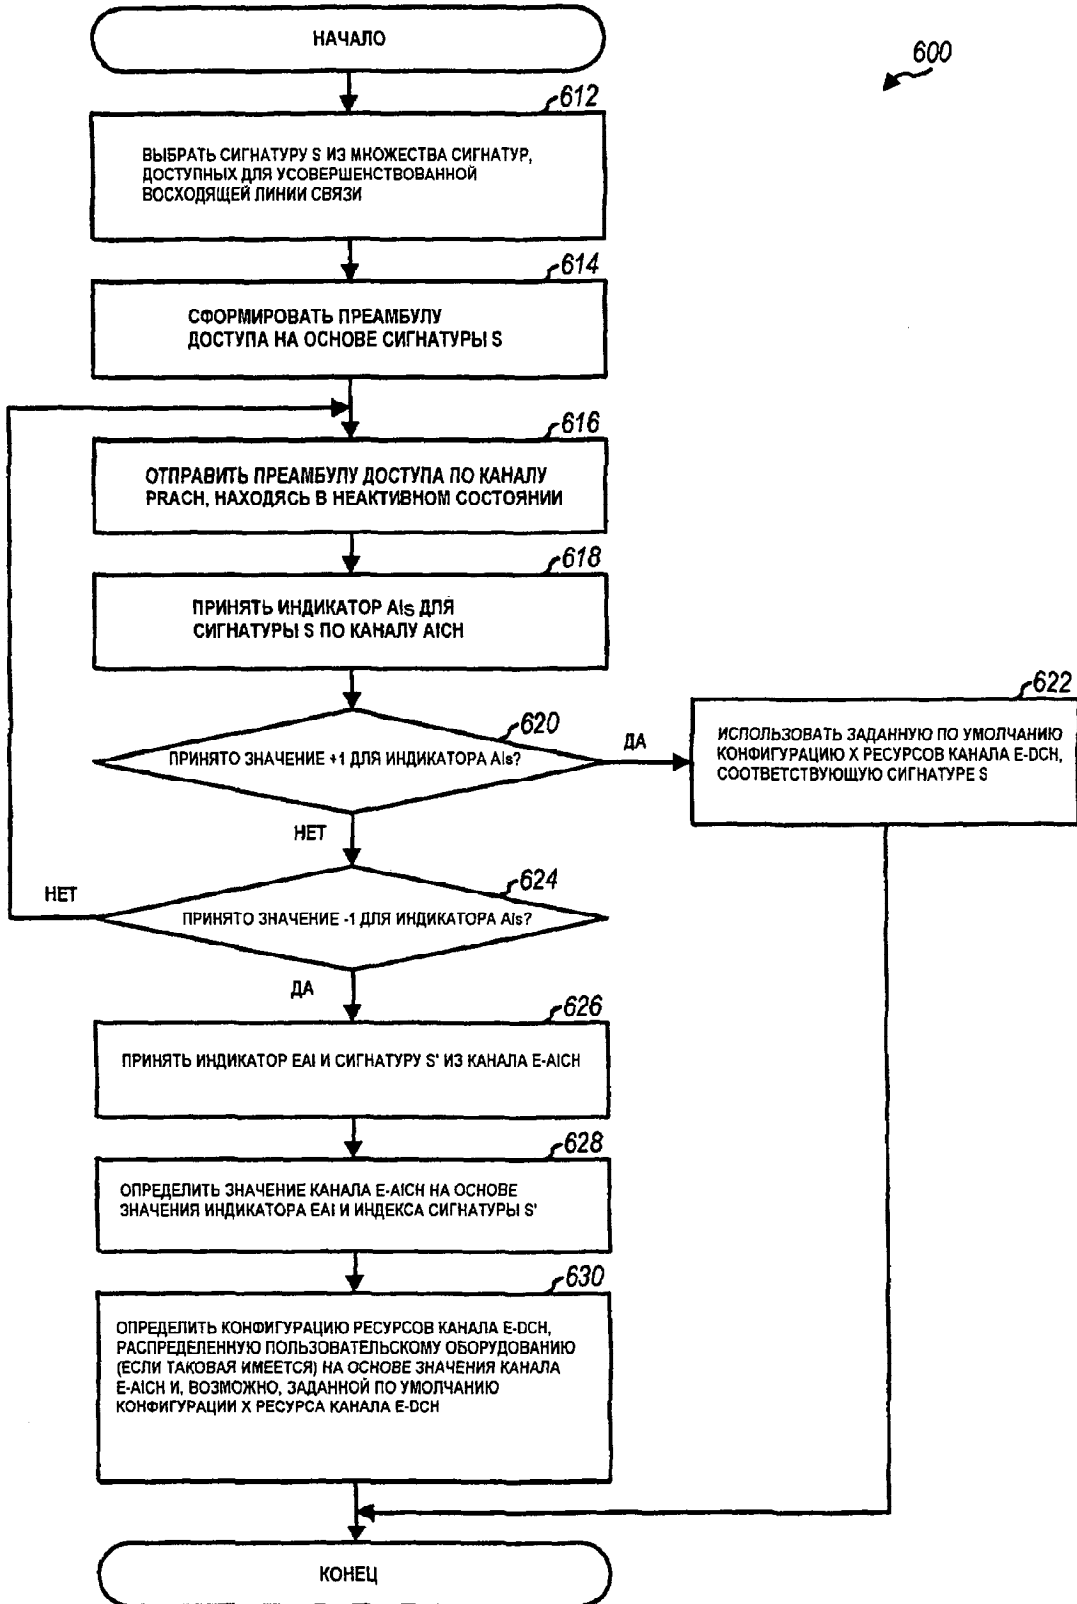 НАЧАЛО
600
612
ВЫБРАТЬ СИГНАТУРУ S ИЗ МНОЖЕСТВА СИГНАТУР,
ДОСТУПНЫХ ДЛЯ УСОВЕРШЕНСТВОВАННОЙ
ВОСХОДЯЩЕЙ ЛИНИИ СВЯЗИ
614
СФОРМИРОВАТЬ ПРЕАМБУЛУ
ДОСТУПА НА ОСНОВЕ СИГНАТУРЫ S
616
ОТПРАВИТЬ ПРЕАМБУЛУ ДОСТУПА ПО КАНАЛУ
PRACH, НАХОДЯСЬ В НЕАКТИВНОМ СОСТОЯНИИ
618
ПРИНЯТЬ ИНДИКАТОР AIs ДЛЯ
СИГНАТУРЫ S ПО КАНАЛУ AICH
620
ПРИНЯТО ЗНАЧЕНИЕ +1 ДЛЯ ИНДИКАТОРА AIs?
ДА
622
ИСПОЛЬЗОВАТЬ ЗАДАННУЮ ПО УМОЛЧАНИЮ
КОНФИГУРАЦИЮ X РЕСУРСОВ КАНАЛА E-DCH,
СООТВЕТСТВУЮЩУЮ СИГНАТУРЕ S
НЕТ
624
НЕТ
ПРИНЯТО ЗНАЧЕНИЕ -1 ДЛЯ ИНДИКАТОРА AIs?
ДА
626
ПРИНЯТЬ ИНДИКАТОР EAI И СИГНАТУРУ S' ИЗ КАНАЛА E-AICH
628
ОПРЕДЕЛИТЬ ЗНАЧЕНИЕ КАНАЛА E-AICH НА ОСНОВЕ
ЗНАЧЕНИЯ ИНДИКАТОРА EAI И ИНДЕКСА СИГНАТУРЫ S'
630
ОПРЕДЕЛИТЬ КОНФИГУРАЦИЮ РЕСУРСОВ КАНАЛА E-DCH,
РАСПРЕДЕЛЕННУЮ ПОЛЬЗОВАТЕЛЬСКОМУ ОБОРУДОВАНИЮ
(ЕСЛИ ТАКОВАЯ ИМЕЕТСЯ) НА ОСНОВЕ ЗНАЧЕНИЯ КАНАЛА
E-AICH И, ВОЗМОЖНО, ЗАДАННОЙ ПО УМОЛЧАНИЮ
КОНФИГУРАЦИИ X РЕСУРСА КАНАЛА E-DCH
КОНЕЦ